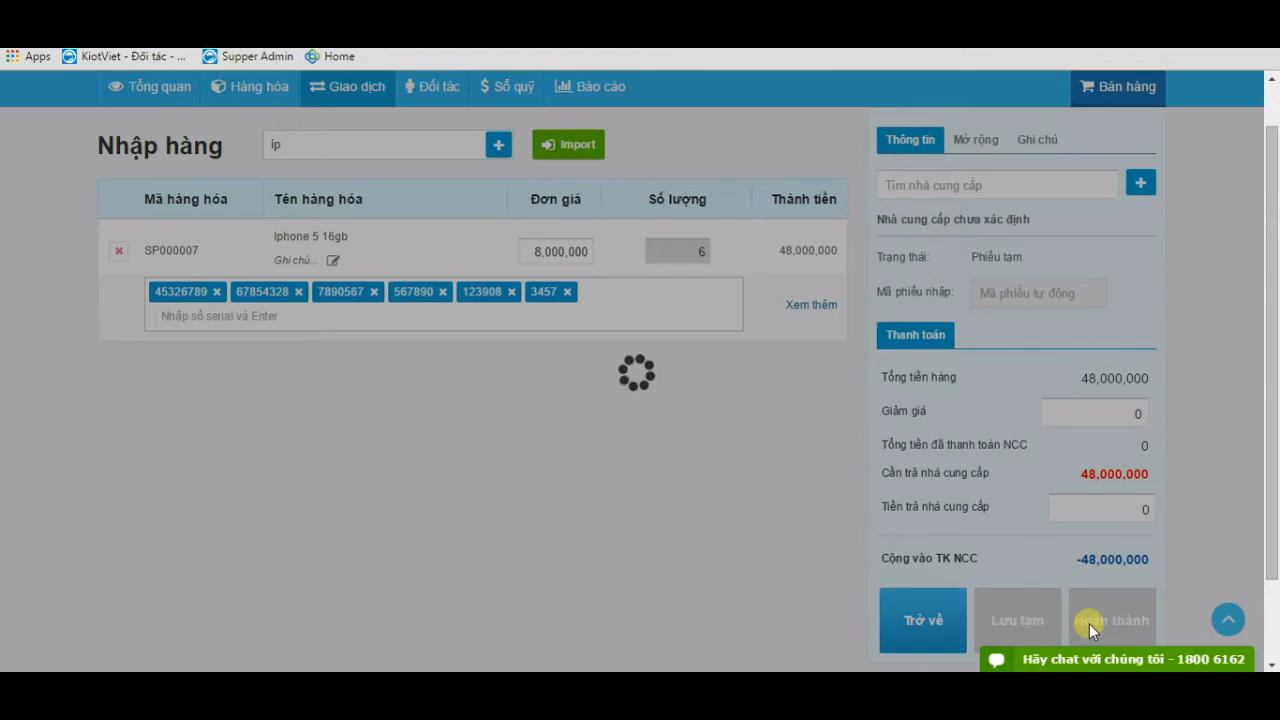 Apps KiotViet - Đối tác - ... Supper Admin Home
Tổng quan Hàng hóa Giao dịch Đối tác Sổ quỹ Báo cáo Bán hàng
Nhập hàng ip + Import
Thông tin Mở rộng Ghi chú
Tìm nhà cung cấp +
Nhà cung cấp chưa xác định
Mã hàng hóa Tên hàng hóa Đơn giá Số lượng Thành tiền
SP000007 Iphone 5 16gb 8,000,000 6 48,000,000
Ghi chú...
45326789 67854328 7890567 567890 123908 3457
Nhập số serial và Enter
Xem thêm
Trạng thái: Phiếu tạm
Mã phiếu nhập: Mã phiếu tự động
Thanh toán
Tổng tiền hàng 48,000,000
Giảm giá 0
Tổng tiền đã thanh toán NCC 0
Cần trả nhà cung cấp 48,000,000
Tiền trả nhà cung cấp 0
Cộng vào TK NCC -48,000,000
Trở về Lưu tạm Hoàn thành
Hãy chat với chúng tôi - 1800 6162